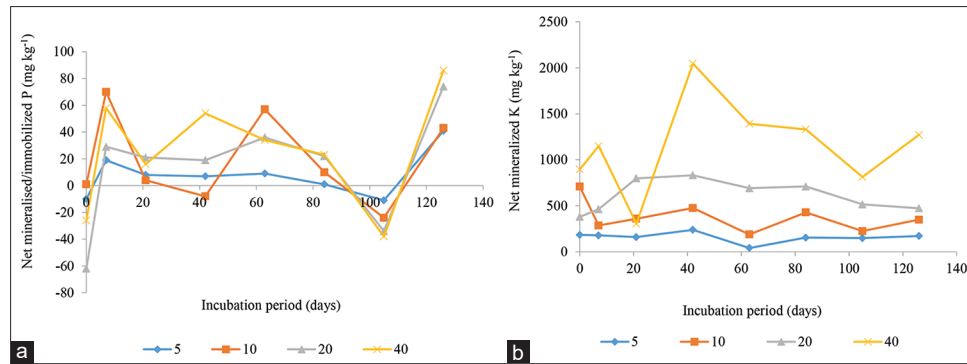 Net mineralised/immobilized P (mg kg⁻¹)
100
80
60
40
20
0
-20
-40
-60
-80
0 20 40 60 80 100 120 140
Incubation period (days)
5 10 20 40
a
Net mineralized K (mg kg⁻¹)
2500
2000
1500
1000
500
0
0 20 40 60 80 100 120 140
Incubation period (days)
5 10 20 40
b